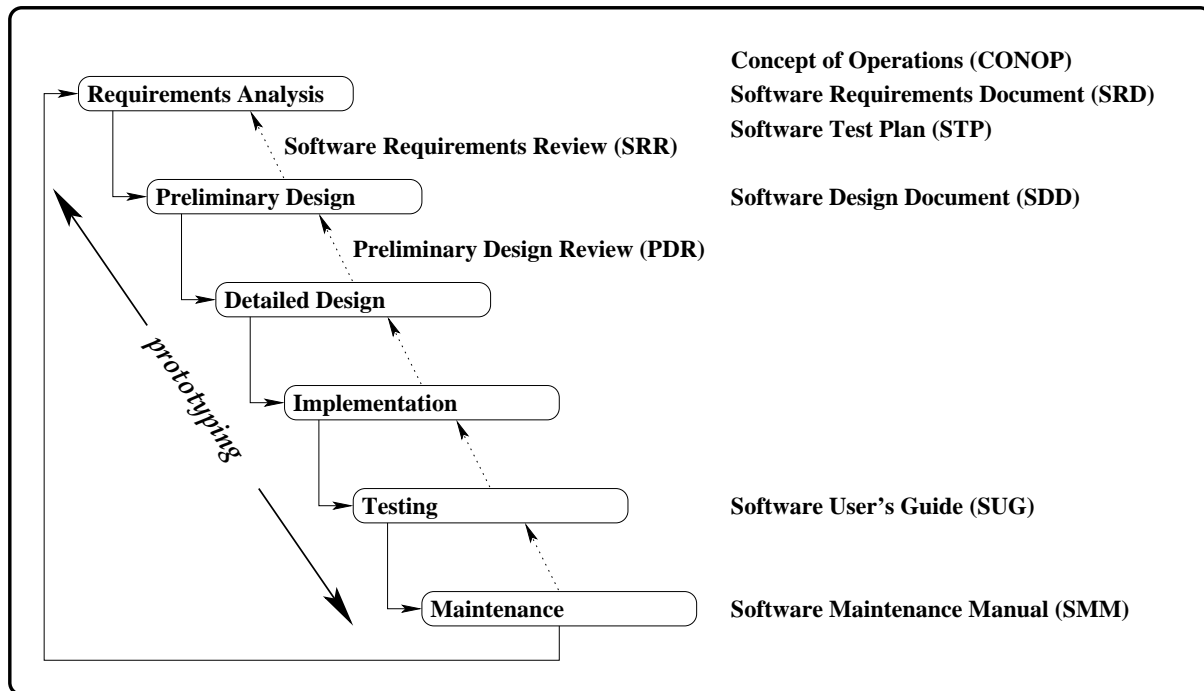 Concept of Operations (CONOP)
Requirements Analysis
Software Requirements Document (SRD)
Software Test Plan (STP)
Software Requirements Review (SRR)
Preliminary Design
Software Design Document (SDD)
Preliminary Design Review (PDR)
Detailed Design
prototyping
Implementation
Testing
Software User's Guide (SUG)
Maintenance
Software Maintenance Manual (SMM)